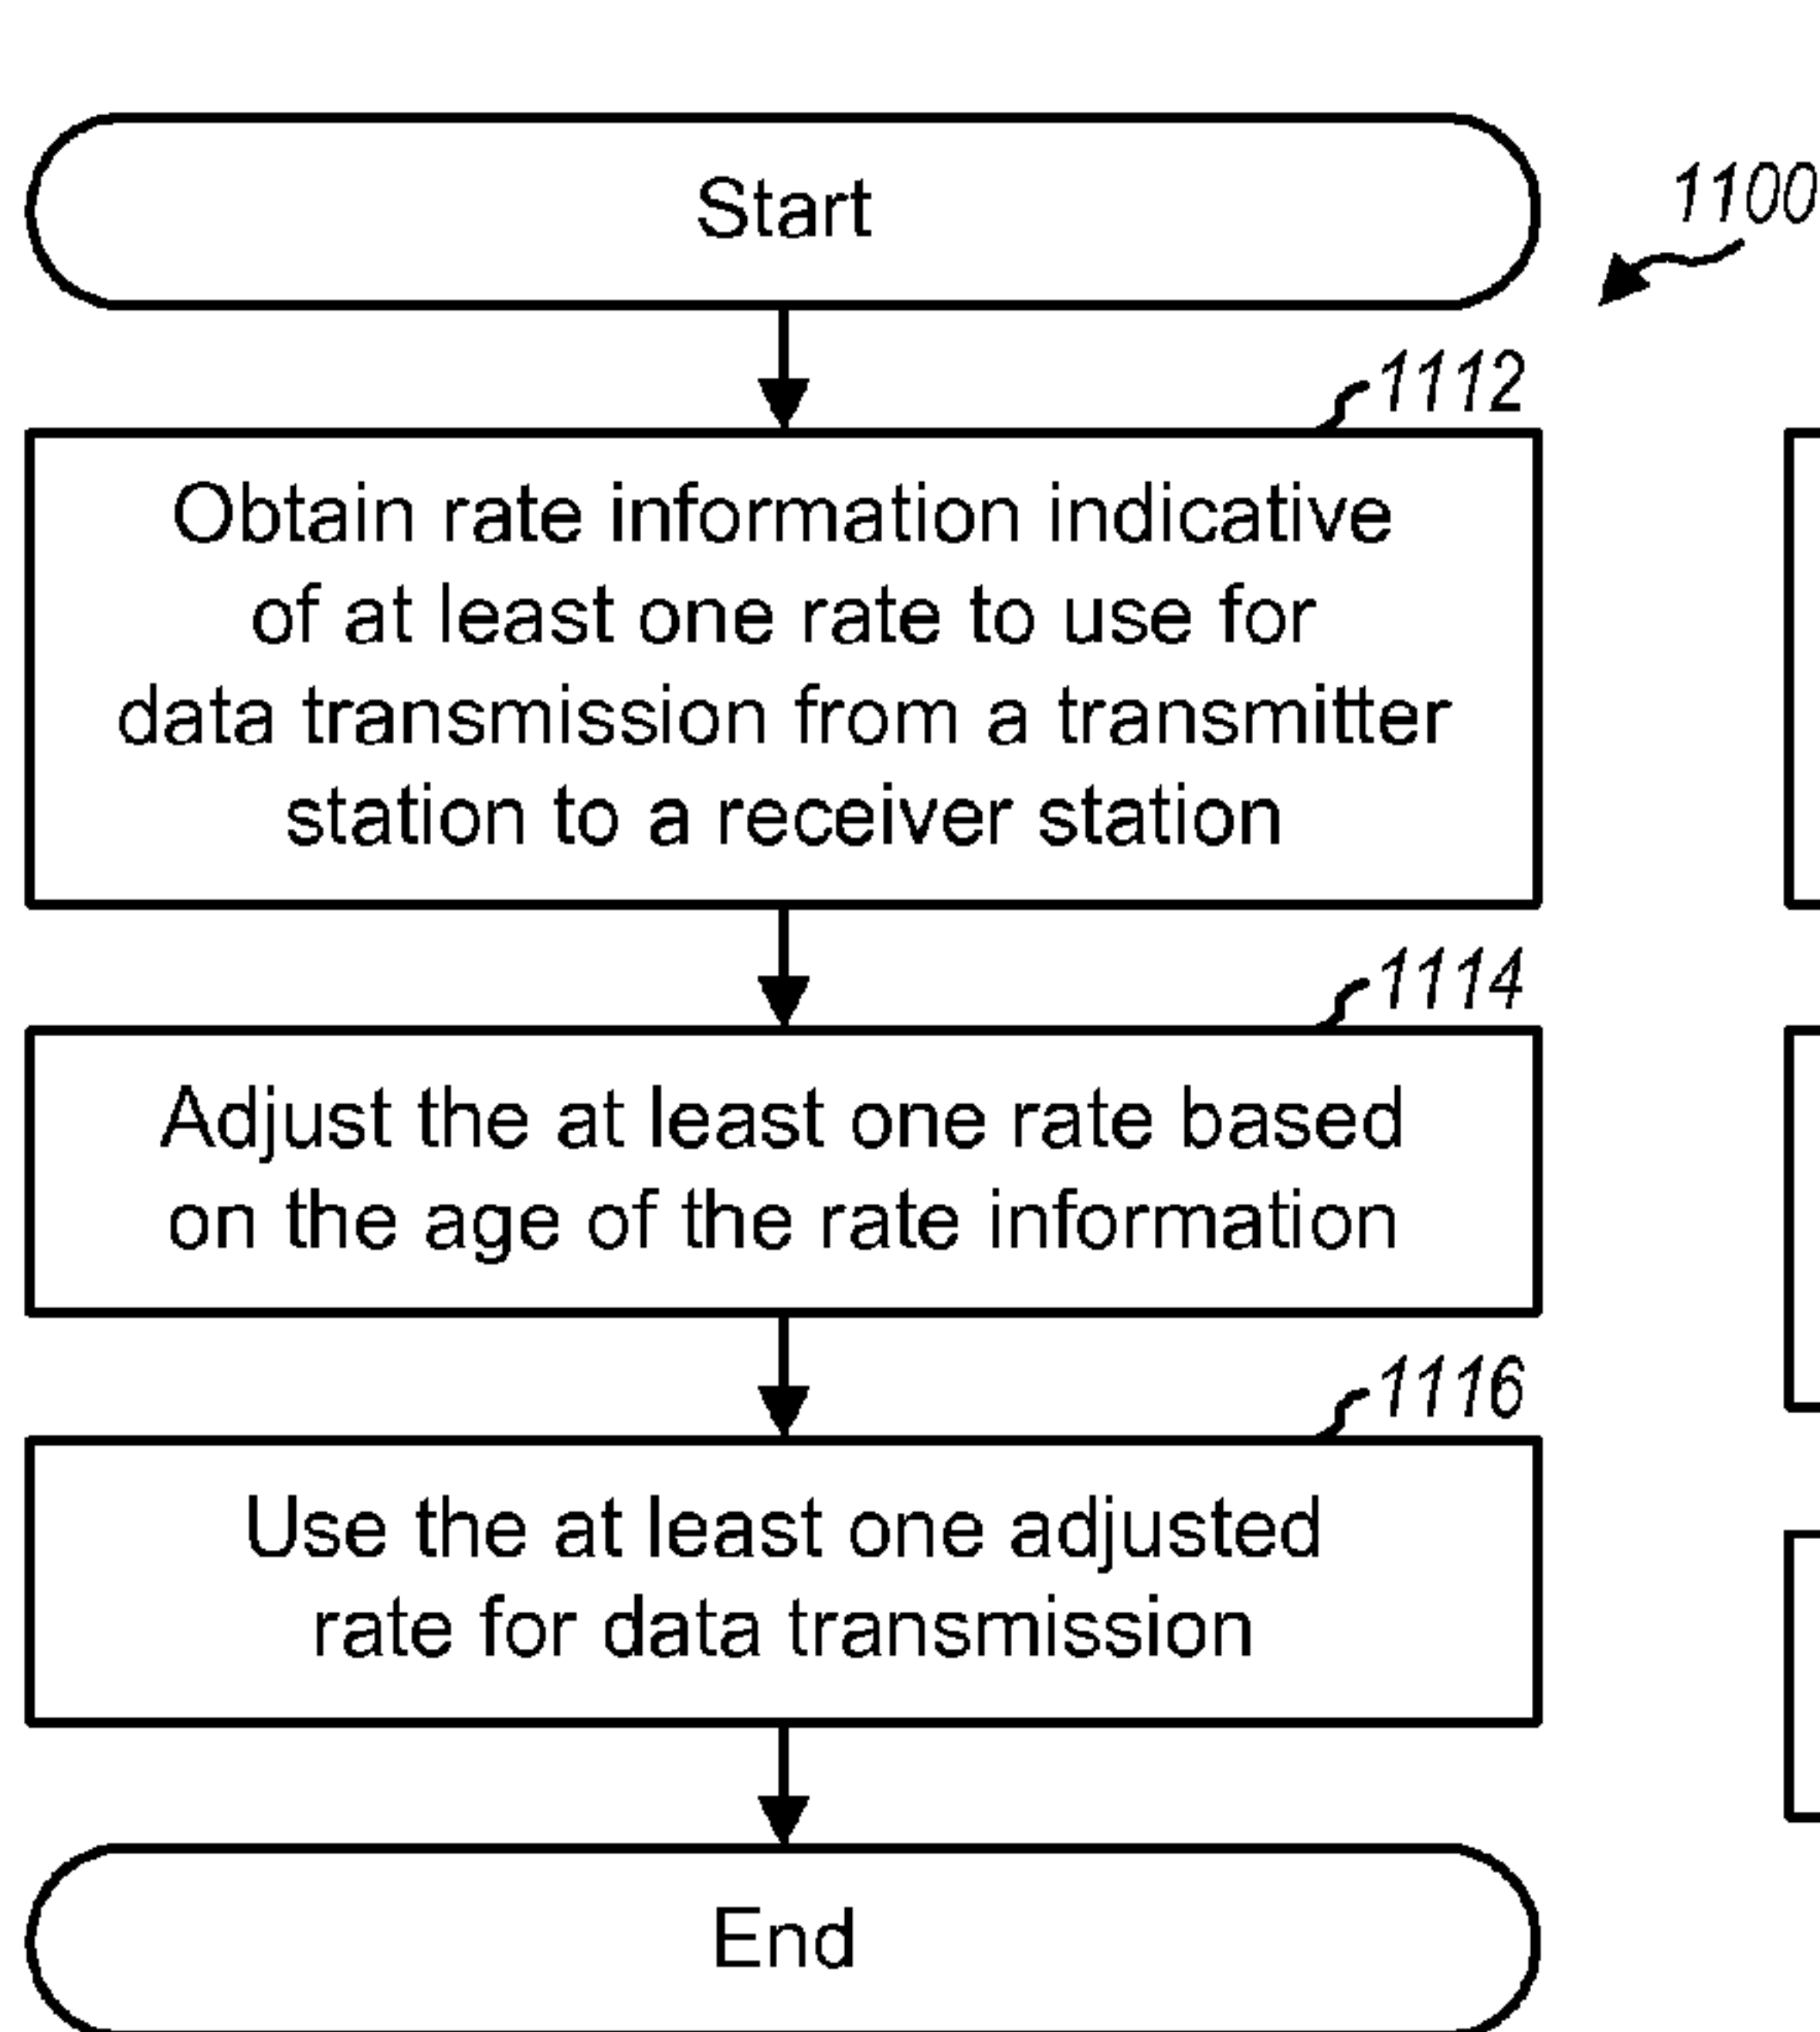 Start
1100
1112
Obtain rate information indicative
of at least one rate to use for
data transmission from a transmitter
station to a receiver station
1114
Adjust the at least one rate based
on the age of the rate information
1116
Use the at least one adjusted
rate for data transmission
End